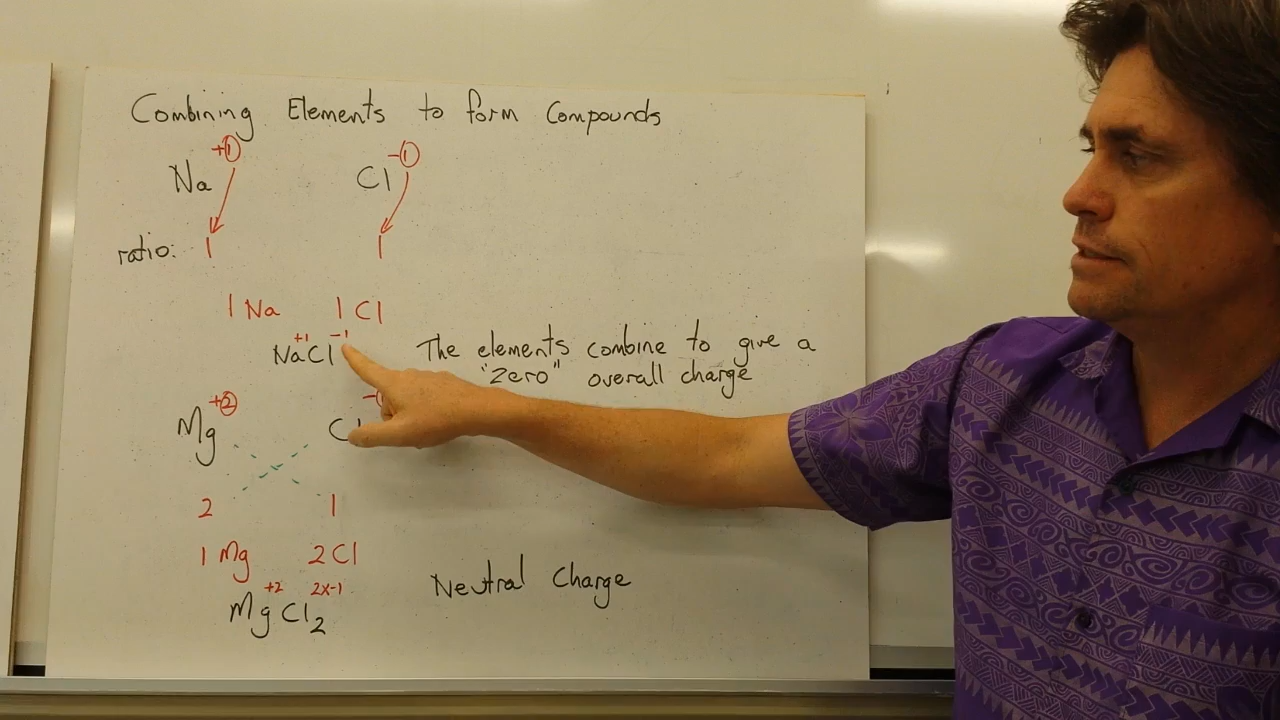 Combining Elements to form Compounds
+1 -1
Na Cl
ratio: 1 1
1 Na 1 Cl
+1 -1
NaCl The elements combine to give a
"Zero" overall charge
+2
Mg
2 1
1 Mg 2 Cl
+2 2x-1
MgCl2 Neutral Charge